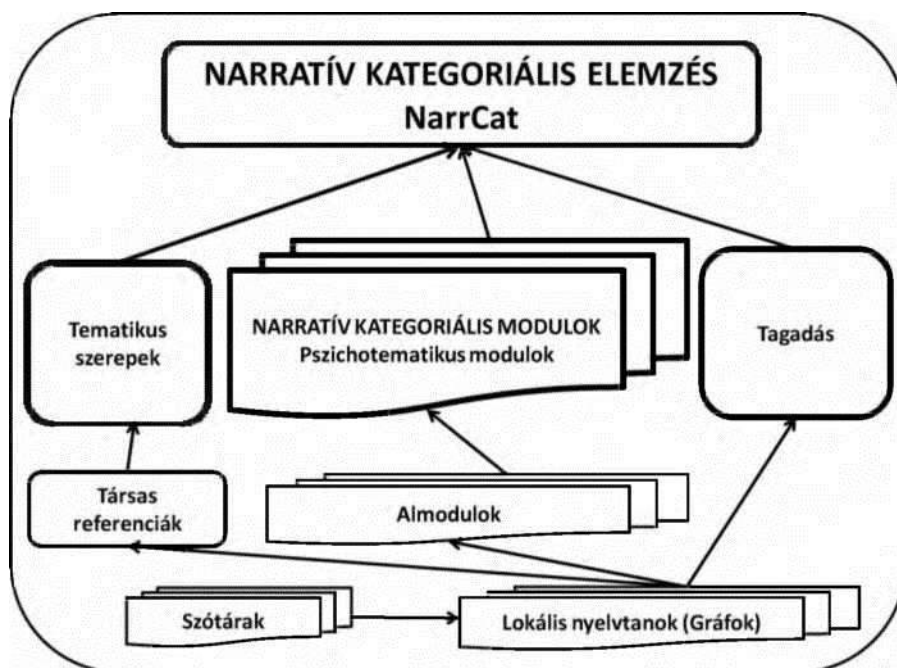 NARRATÍV KATEGORIÁLIS ELEMZÉS
NarrCat
Tematikus
szerepek
NARRATÍV KATEGORIÁLIS MODULOK
Pszichotematikus modulok
Tagadás
Társas
referenciák
Almodulok
Szótárak
Lokális nyelvtanok (Gráfok)